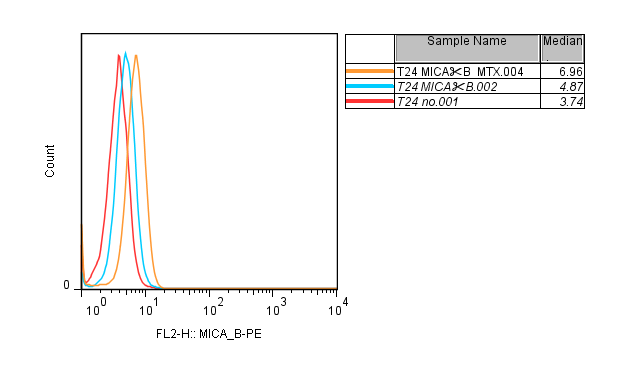 Sample Name Median
T24 MICA>B MTX.004 6.96
T24 MICA>B.002 4.87
T24 no.001 3.74
Count
0
10^0 10^1 10^2 10^3 10^4
FL2-H:: MICA_B-PE